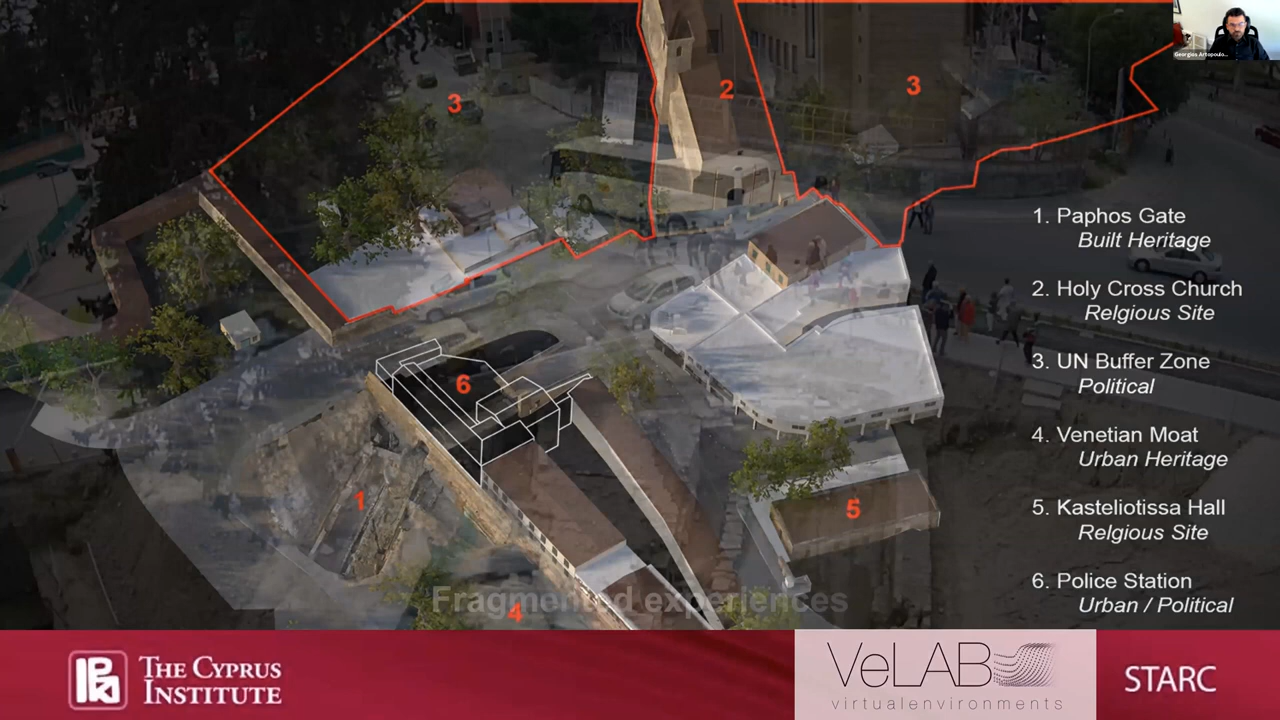 Georgios Artopoulo...
3
2
3
1. Paphos Gate
Built Heritage
2. Holy Cross Church
Relgious Site
3. UN Buffer Zone
Political
4. Venetian Moat
Urban Heritage
5. Kasteliotissa Hall
Relgious Site
6. Police Station
Urban / Political
6
1
5
4
Fragmented experiences
THE CYPRUS
INSTITUTE
VeLAB
virtualenvironments
STARC